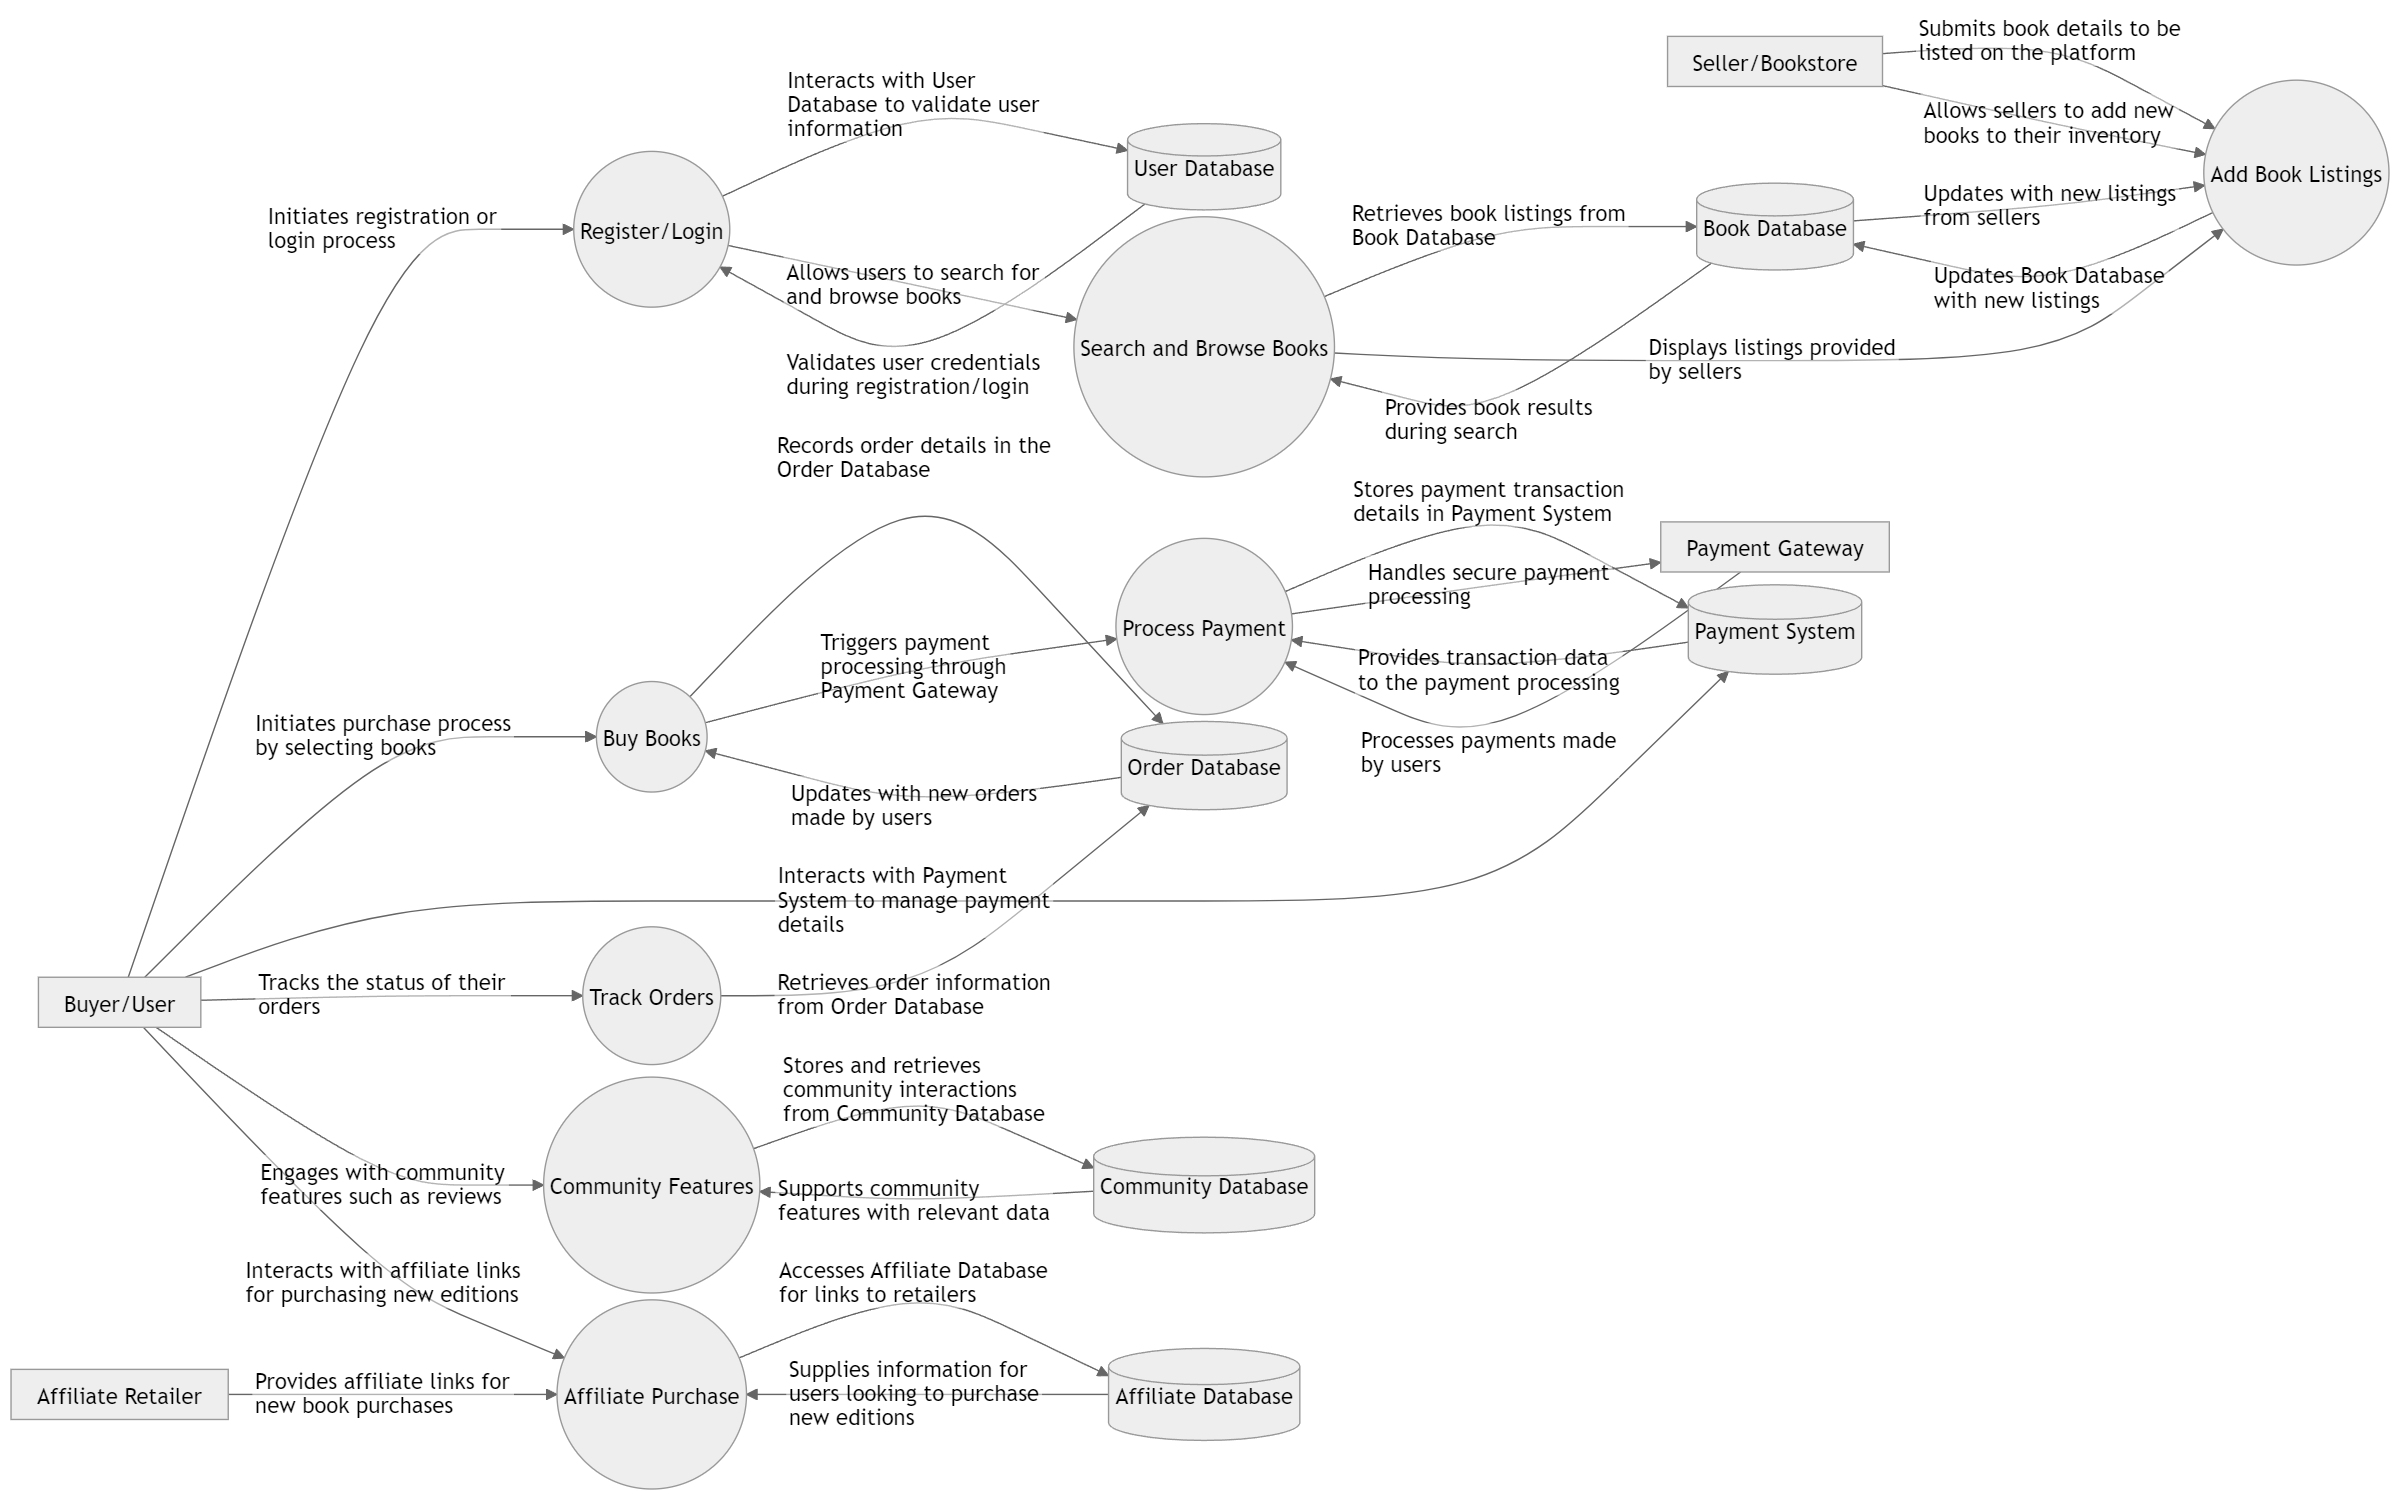 Submits book details to be
listed on the platform
Seller/Bookstore
Interacts with User
Database to validate user
information
Allows sellers to add new
books to their inventory
User Database
Add Book Listings
Updates with new listings
from sellers
Initiates registration or
login process
Register/Login
Retrieves book listings from
Book Database
Book Database
Allows users to search for
and browse books
Updates Book Database
with new listings
Search and Browse Books
Displays listings provided
by sellers
Validates user credentials
during registration/login
Provides book results
during search
Records order details in the
Order Database
Stores payment transaction
details in Payment System
Payment Gateway
Handles secure payment
processing
Process Payment
Payment System
Triggers payment
processing through
Payment Gateway
Provides transaction data
to the payment processing
Initiates purchase process
by selecting books
Buy Books
Processes payments made
by users
Order Database
Updates with new orders
made by users
Interacts with Payment
System to manage payment
details
Buyer/User
Tracks the status of their
orders
Track Orders
Retrieves order information
from Order Database
Stores and retrieves
community interactions
from Community Database
Engages with community
features such as reviews
Community Features
Supports community
features with relevant data
Community Database
Interacts with affiliate links
for purchasing new editions
Accesses Affiliate Database
for links to retailers
Affiliate Retailer
Provides affiliate links for
new book purchases
Affiliate Purchase
Supplies information for
users looking to purchase
new editions
Affiliate Database